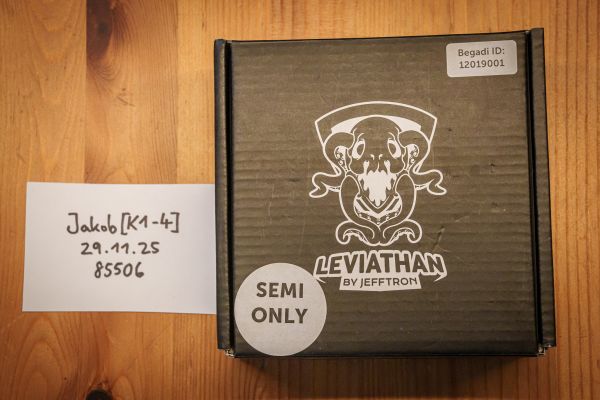 Begadi ID:
12019001
Jakob [K1-4]
29.11.25
85506
LEVIATHAN
BY JEFFTRON
SEMI
ONLY